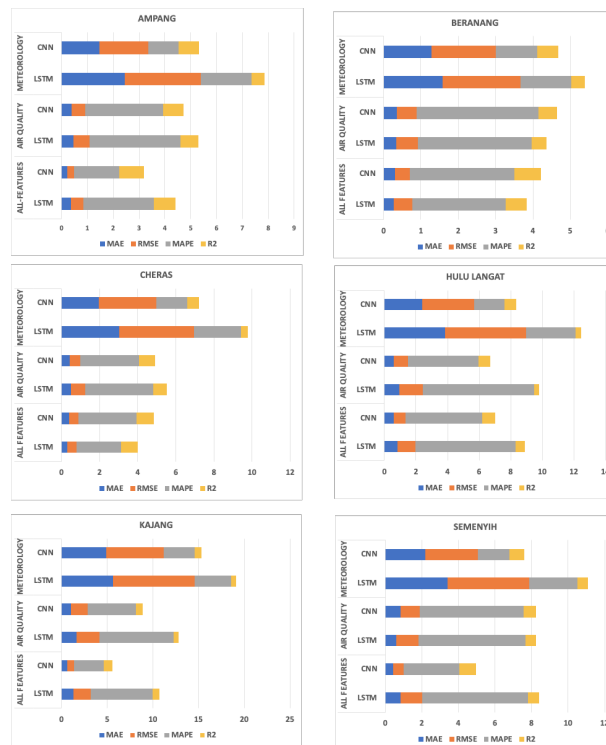 AMPANG
METEOROLOGY
CNN
LSTM
AIR QUALITY
CNN
LSTM
ALL-FEATURES
CNN
LSTM
0 1 2 3 4 5 6 7 8 9
MAE RMSE MAPE R2
BERANANG
METEOROLOGY
CNN
LSTM
AIR QUALITY
CNN
LSTM
ALL FEATURES
CNN
LSTM
0 1 2 3 4 5
MAE RMSE MAPE R2
CHERAS
METEOROLOGY
CNN
LSTM
AIR QUALITY
CNN
LSTM
ALL FEATURES
CNN
LSTM
0 2 4 6 8 10 12
MAE RMSE MAPE R2
HULU LANGAT
METEOROLOGY
CNN
LSTM
AIR QUALITY
CNN
LSTM
ALL FEATURES
CNN
LSTM
0 2 4 6 8 10 12 14
MAE RMSE MAPE R2
KAJANG
METEOROLOGY
CNN
LSTM
AIR QUALITY
CNN
LSTM
ALL FEATURES
CNN
LSTM
0 5 10 15 20 25
MAE RMSE MAPE R2
SEMENYIH
METEOROLOGY
CNN
LSTM
AIR QUALITY
CNN
LSTM
ALL FEATURES
CNN
LSTM
0 2 4 6 8 10 12
MAE RMSE MAPE R2